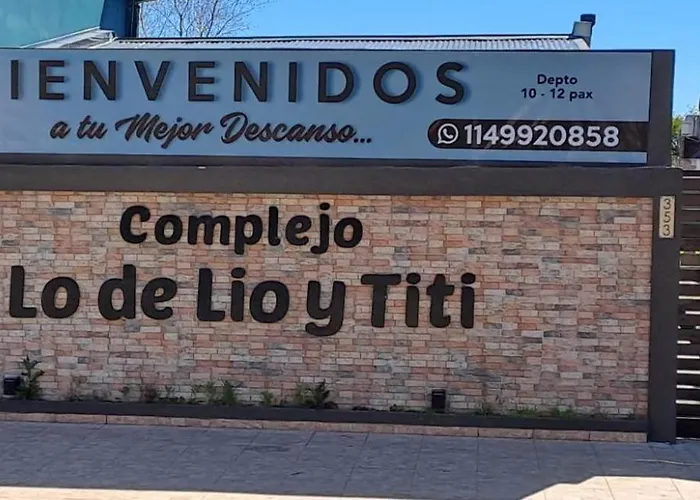 IENVENIDOS
a tu Mejor Descanso...
Depto
10 - 12 pax
1149920858
Complejo
Lo de Lio y Titi
353